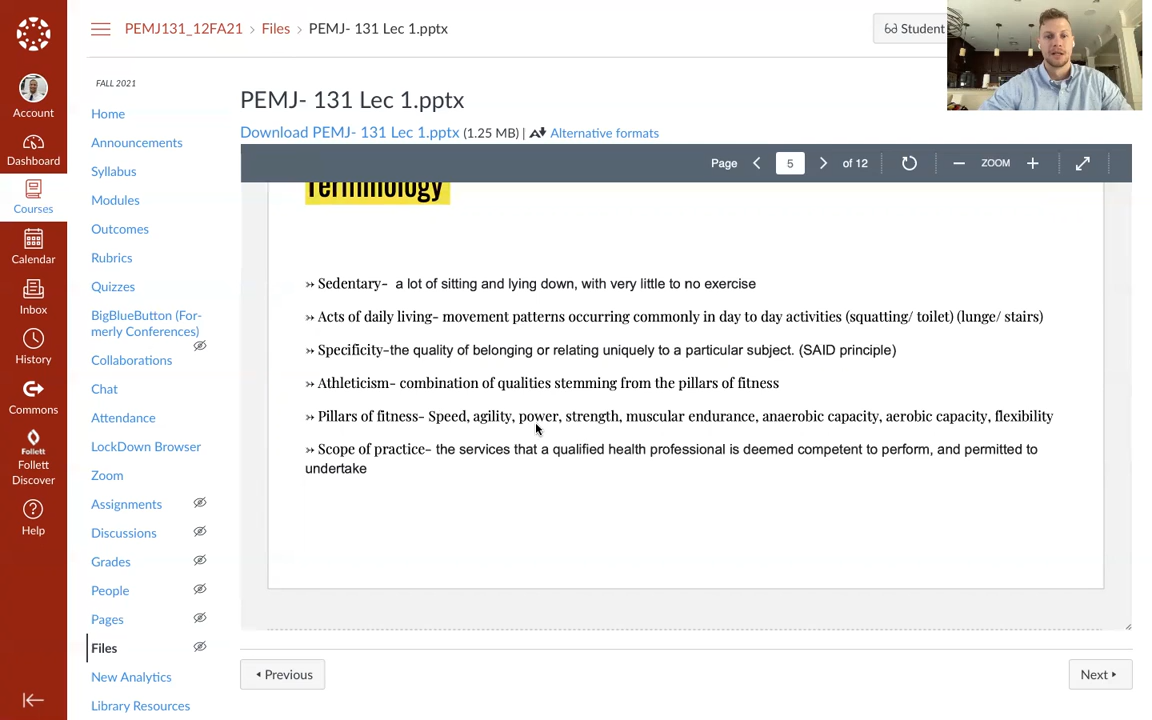 PEMJ131_12FA21 › Files › PEMJ- 131 Lec 1.pptx
Student
FALL 2021
Account
Dashboard
Courses
Calendar
Inbox
History
Commons
Follett
Follett
Discover
Help
Home
Announcements
Syllabus
Modules
Outcomes
Rubrics
Quizzes
BigBlueButton (For-
merly Conferences)
Collaborations
Chat
Attendance
LockDown Browser
Zoom
Assignments
Discussions
Grades
People
Pages
Files
New Analytics
Library Resources
PEMJ- 131 Lec 1.pptx
Download PEMJ- 131 Lec 1.pptx (1.25 MB) | Alternative formats
Page 5 of 12 ZOOM
Terminology
›› Sedentary- a lot of sitting and lying down, with very little to no exercise
›› Acts of daily living- movement patterns occurring commonly in day to day activities (squatting/ toilet) (lunge/ stairs)
›› Specificity-the quality of belonging or relating uniquely to a particular subject. (SAID principle)
›› Athleticism- combination of qualities stemming from the pillars of fitness
›› Pillars of fitness- Speed, agility, power, strength, muscular endurance, anaerobic capacity, aerobic capacity, flexibility
›› Scope of practice- the services that a qualified health professional is deemed competent to perform, and permitted to
undertake
Previous
Next